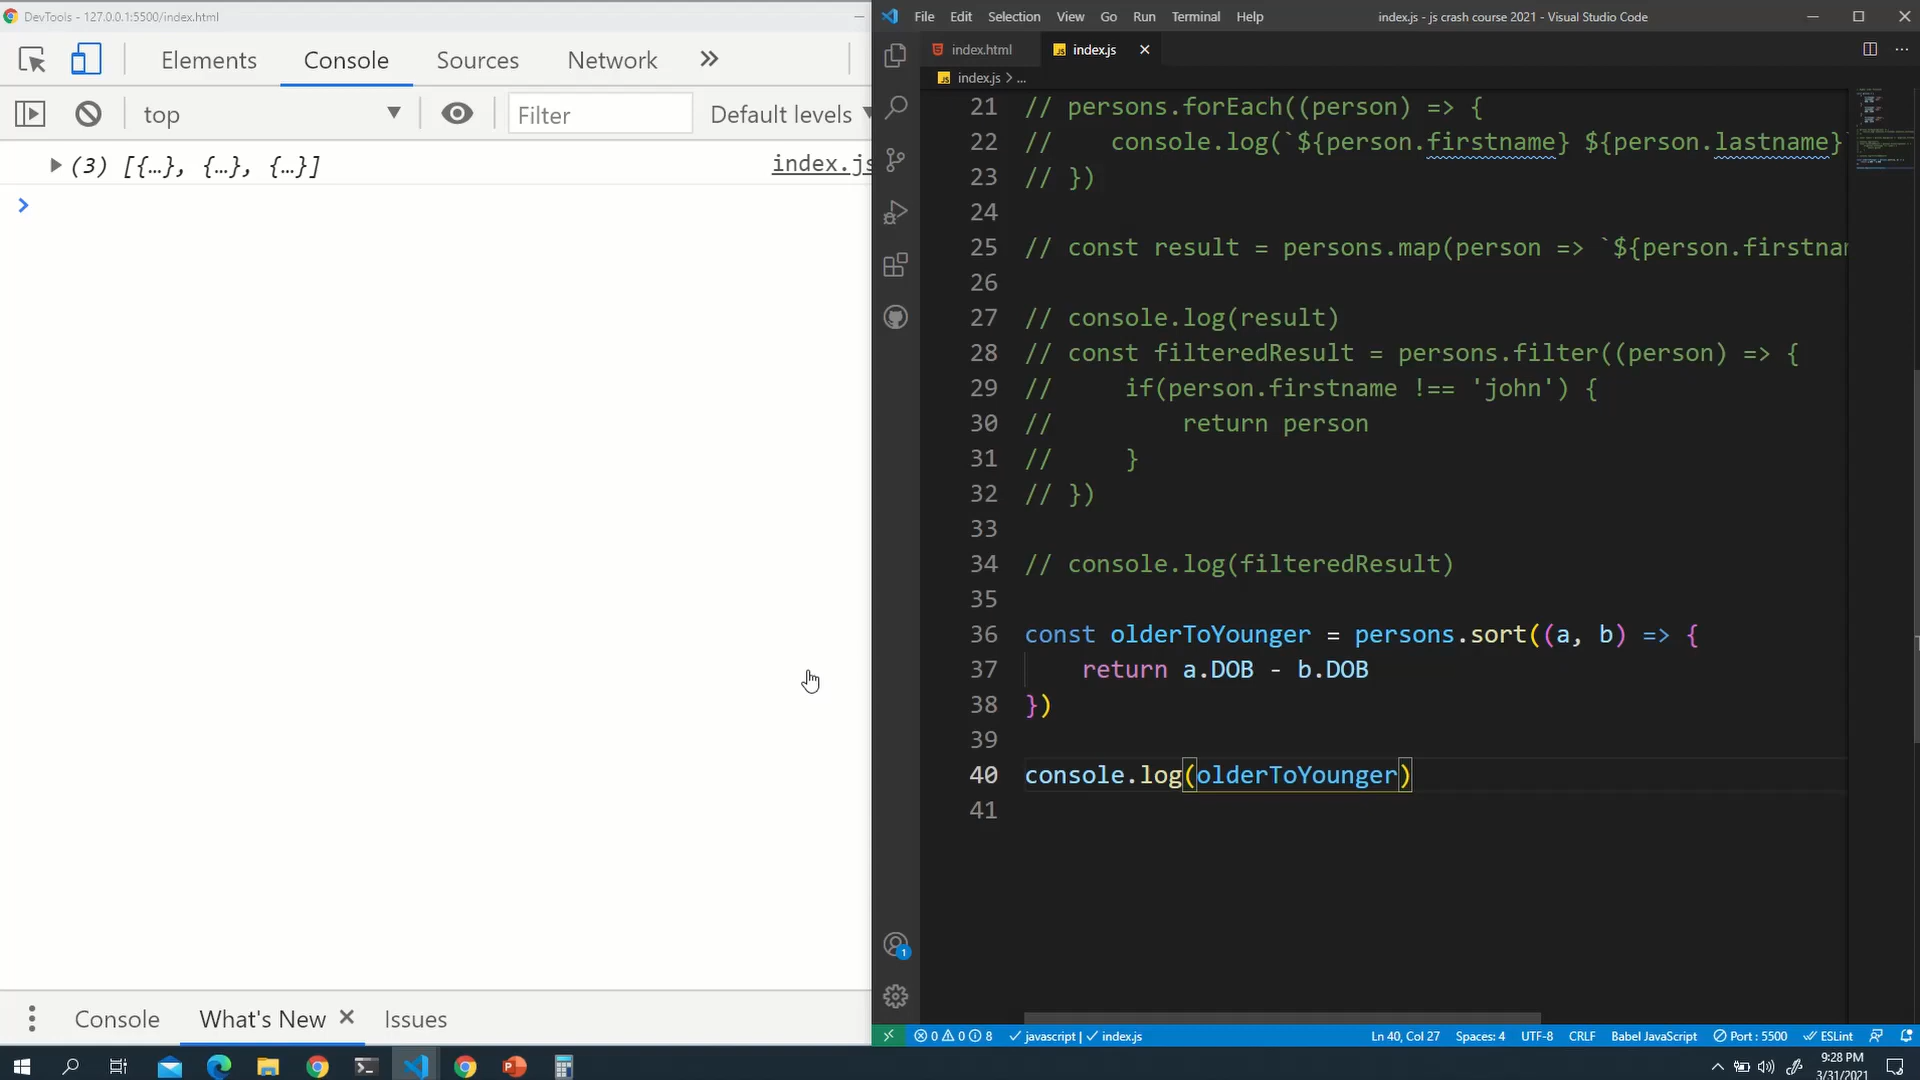 DevTools - 127.0.0.1:5500/index.html
Elements Console Sources Network
top Filter Default levels
(3) [{…}, {…}, {…}] index.js
Console What's New Issues
File Edit Selection View Go Run Terminal Help index.js - js crash course 2021 - Visual Studio Code
index.html index.js
index.js > ...
21 // persons.forEach((person) => {
22 //    console.log(`${person.firstname} ${person.lastname}`
23 // })
24
25 // const result = persons.map(person => `${person.firstnam
26
27 // console.log(result)
28 // const filteredResult = persons.filter((person) => {
29 //     if(person.firstname !== 'john') {
30 //         return person
31 //     }
32 // })
33
34 // console.log(filteredResult)
35
36 const olderToYounger = persons.sort((a, b) => {
37     return a.DOB - b.DOB
38 })
39
40 console.log(olderToYounger)
41
1
0 0 8 javascript | index.js Ln 40, Col 27 Spaces: 4 UTF-8 CRLF Babel JavaScript Port : 5500 ESLint
9:28 PM
3/31/2021